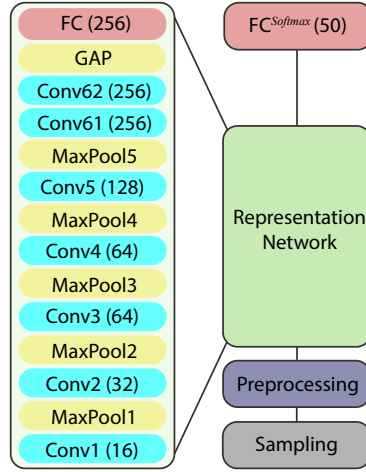 FC (256)
GAP
Conv62 (256)
Conv61 (256)
MaxPool5
Conv5 (128)
MaxPool4
Conv4 (64)
MaxPool3
Conv3 (64)
MaxPool2
Conv2 (32)
MaxPool1
Conv1 (16)
FC^Softmax (50)
Representation
Network
Preprocessing
Sampling